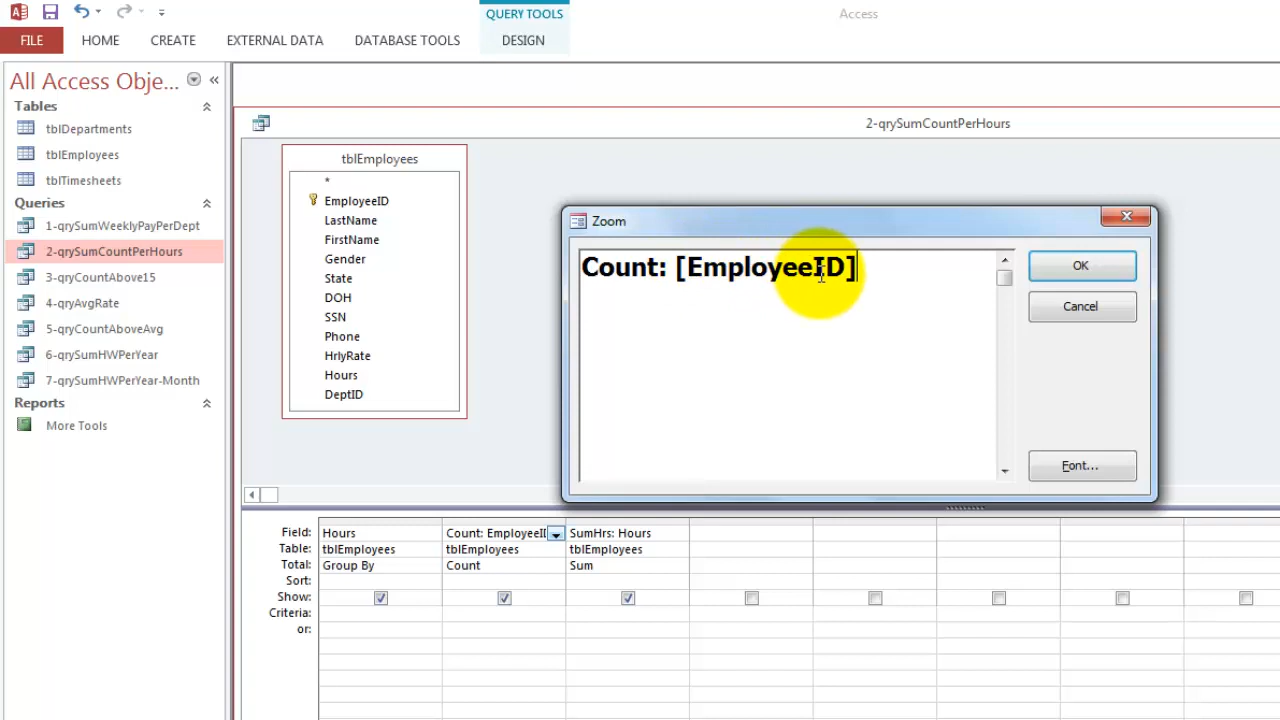 QUERY TOOLS
Access
FILE
HOME
CREATE
EXTERNAL DATA
DATABASE TOOLS
DESIGN
All Access Obje... «
Tables
tblDepartments
tblEmployees
tblTimesheets
Queries
1-qrySumWeeklyPayPerDept
2-qrySumCountPerHours
3-qryCountAbove15
4-qryAvgRate
5-qryCountAboveAvg
6-qrySumHWPerYear
7-qrySumHWPerYear-Month
Reports
More Tools
2-qrySumCountPerHours
tblEmployees
*
EmployeeID
LastName
FirstName
Gender
State
DOH
SSN
Phone
HrlyRate
Hours
DeptID
Zoom
Count: [EmployeeID]
OK
Cancel
Font...
Field: Hours Count: EmployeeID SumHrs: Hours
Table: tblEmployees tblEmployees tblEmployees
Total: Group By Count Sum
Sort:
Show:
Criteria:
or: